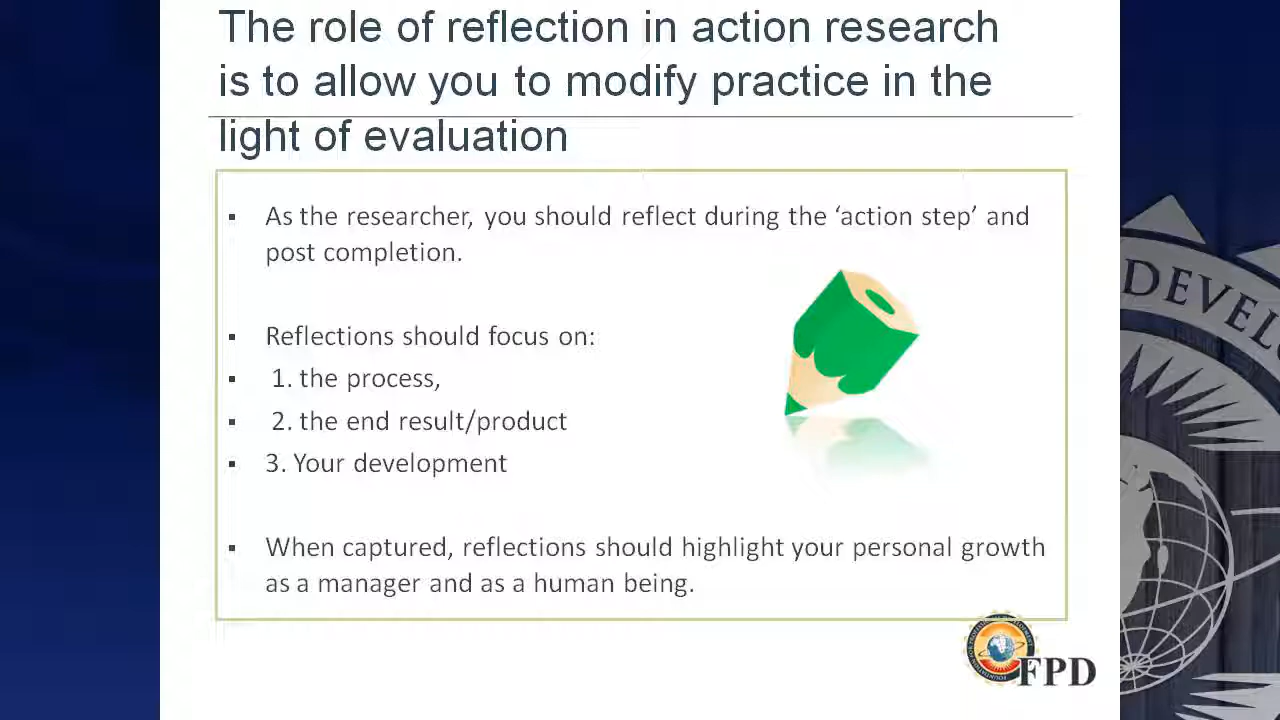 The role of reflection in action research
is to allow you to modify practice in the
light of evaluation
▪ As the researcher, you should reflect during the ‘action step’ and
post completion.
▪ Reflections should focus on:
▪ 1. the process,
▪ 2. the end result/product
▪ 3. Your development
▪ When captured, reflections should highlight your personal growth
as a manager and as a human being.
FPD
DEVEL